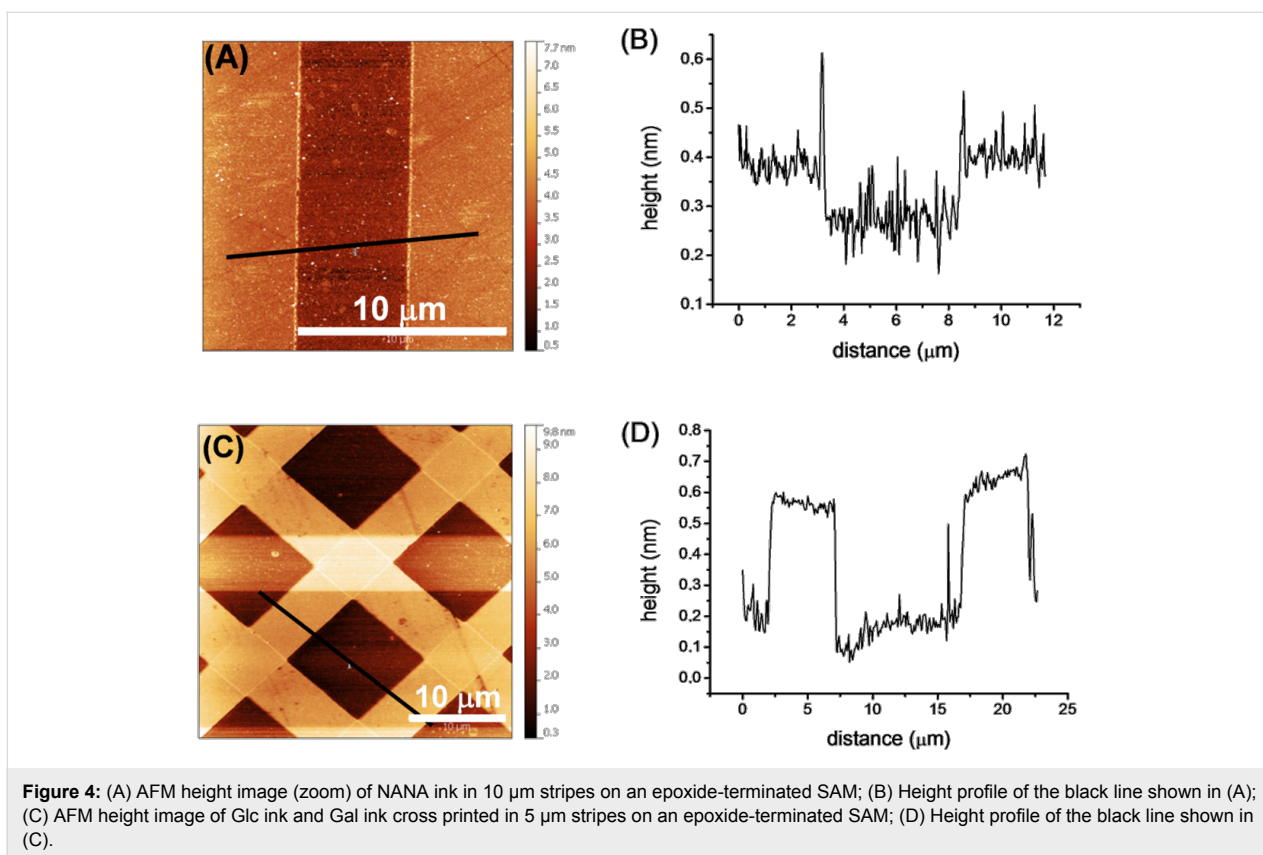 (A)
7.7 nm
7.0
6.5
6.0
5.5
5.0
4.5
4.0
3.5
3.0
2.5
2.0
1.5
1.0
0.5
10 μm
10 μm
(B)
0.6
0.5
0.4
0.3
0.2
0.1
height (nm)
0 2 4 6 8 10 12
distance (μm)
(C)
9.8 nm
9.0
8.0
7.0
6.0
5.0
4.0
3.0
2.0
1.0
0.3
10 μm
10 μm
(D)
0.8
0.7
0.6
0.5
0.4
0.3
0.2
0.1
0.0
height (nm)
0 5 10 15 20 25
distance (μm)
Figure 4: (A) AFM height image (zoom) of NANA ink in 10 μm stripes on an epoxide-terminated SAM; (B) Height profile of the black line shown in (A);
(C) AFM height image of Glc ink and Gal ink cross printed in 5 μm stripes on an epoxide-terminated SAM; (D) Height profile of the black line shown in
(C).